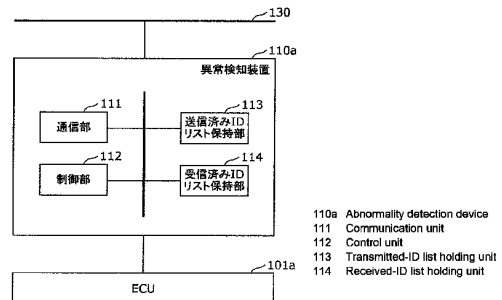 130
110a
異常検知装置
111
通信部
113
送信済みID
リスト保持部
112
制御部
114
受信済みID
リスト保持部
101a
ECU
110a Abnormality detection device
111 Communication unit
112 Control unit
113 Transmitted-ID list holding unit
114 Received-ID list holding unit